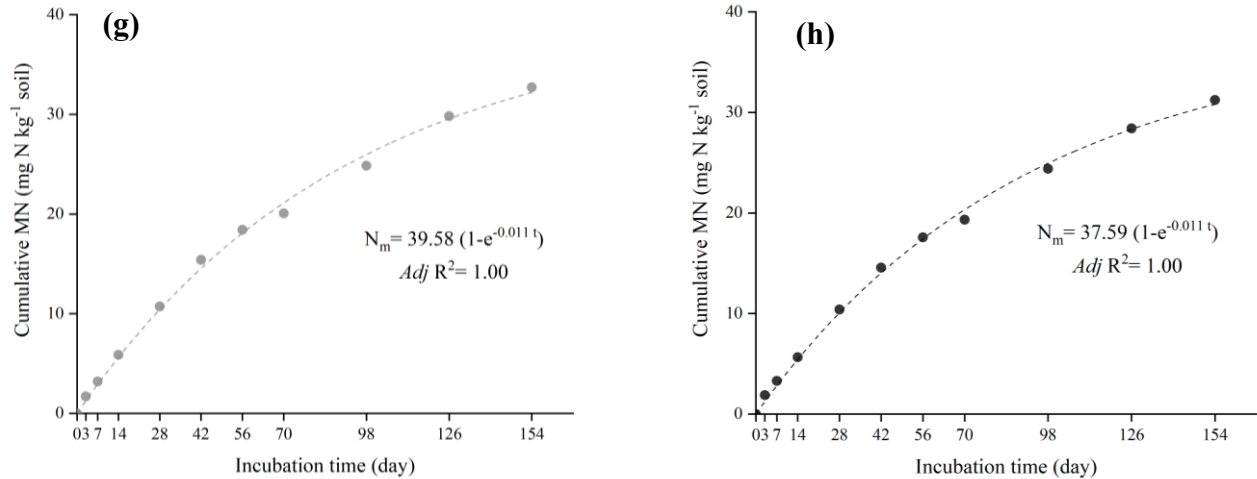 (g)
40
30
20
10
0
Cumulative MN (mg N kg⁻¹ soil)
Nₘ= 39.58 (1-e⁻⁰·⁰¹¹ ᵗ)
Adj R²= 1.00
03 7 14 28 42 56 70 98 126 154
Incubation time (day)
(h)
40
30
20
10
0
Cumulative MN (mg N kg⁻¹ soil)
Nₘ= 37.59 (1-e⁻⁰·⁰¹¹ ᵗ)
Adj R²= 1.00
03 7 14 28 42 56 70 98 126 154
Incubation time (day)